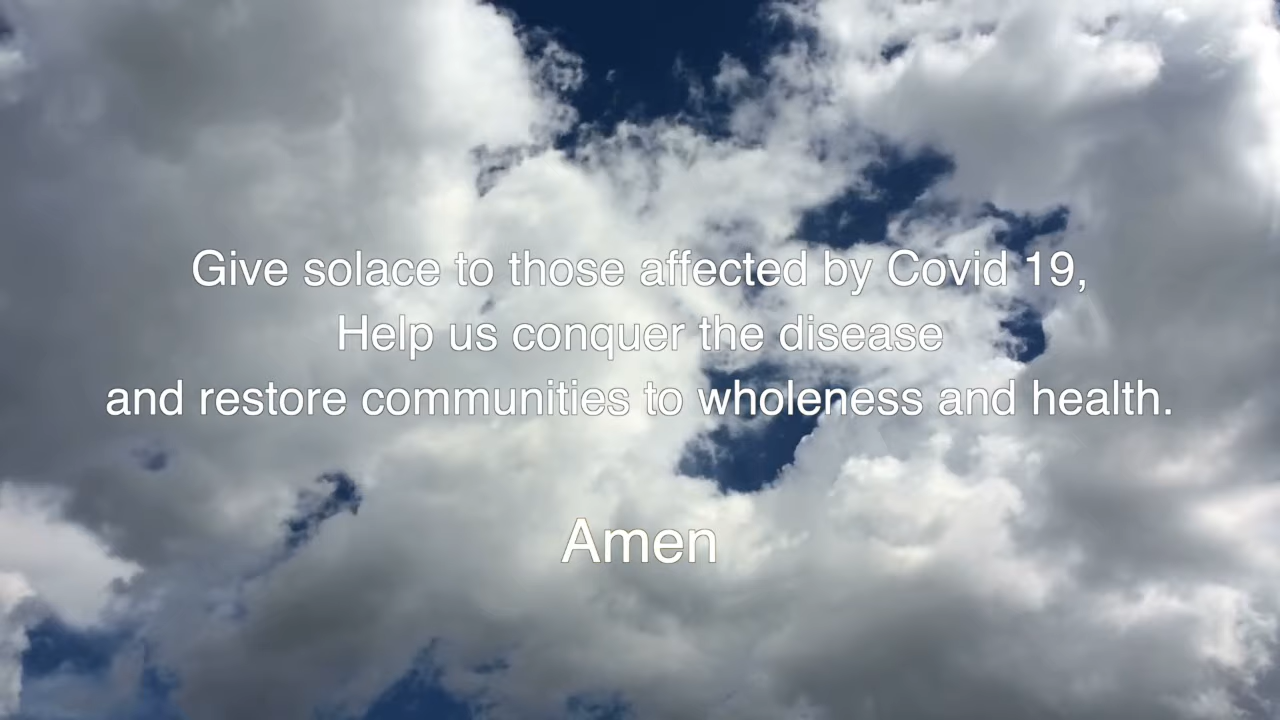 Give solace to those affected by Covid 19,
Help us conquer the disease
and restore communities to wholeness and health.
Amen